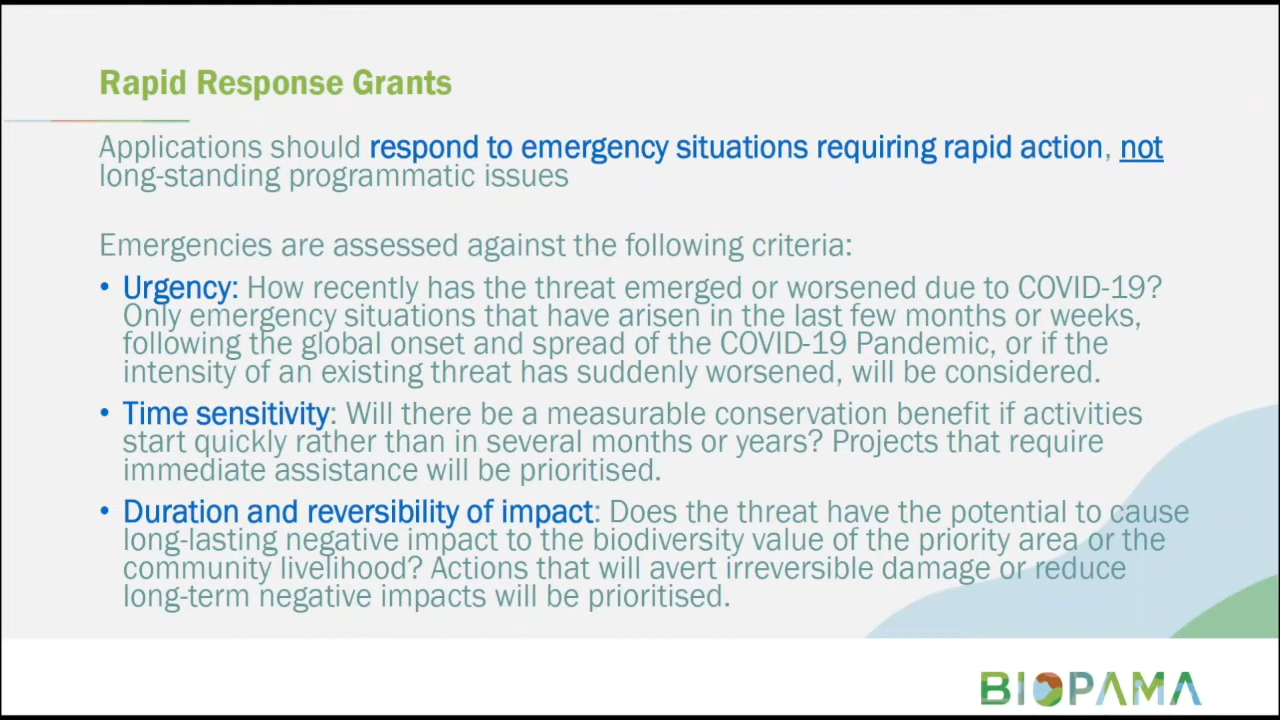 Rapid Response Grants
Applications should respond to emergency situations requiring rapid action, not
long-standing programmatic issues
Emergencies are assessed against the following criteria:
• Urgency: How recently has the threat emerged or worsened due to COVID-19?
Only emergency situations that have arisen in the last few months or weeks,
following the global onset and spread of the COVID-19 Pandemic, or if the
intensity of an existing threat has suddenly worsened, will be considered.
• Time sensitivity: Will there be a measurable conservation benefit if activities
start quickly rather than in several months or years? Projects that require
immediate assistance will be prioritised.
• Duration and reversibility of impact: Does the threat have the potential to cause
long-lasting negative impact to the biodiversity value of the priority area or the
community livelihood? Actions that will avert irreversible damage or reduce
long-term negative impacts will be prioritised.
BIOPAMA